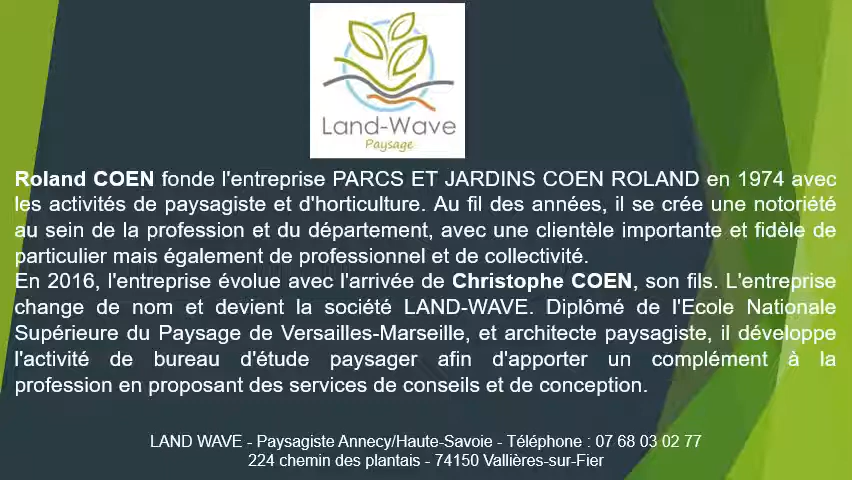 Land-Wave
Paysage
Roland COEN fonde l'entreprise PARCS ET JARDINS COEN ROLAND en 1974 avec
les activités de paysagiste et d'horticulture. Au fil des années, il se crée une notoriété
au sein de la profession et du département, avec une clientèle importante et fidèle de
particulier mais également de professionnel et de collectivité.
En 2016, l'entreprise évolue avec l'arrivée de Christophe COEN, son fils. L'entreprise
change de nom et devient la société LAND-WAVE. Diplômé de l'Ecole Nationale
Supérieure du Paysage de Versailles-Marseille, et architecte paysagiste, il développe
l'activité de bureau d'étude paysager afin d'apporter un complément à la
profession en proposant des services de conseils et de conception.
LAND WAVE - Paysagiste Annecy/Haute-Savoie - Téléphone : 07 68 03 02 77
224 chemin des plantais - 74150 Vallières-sur-Fier